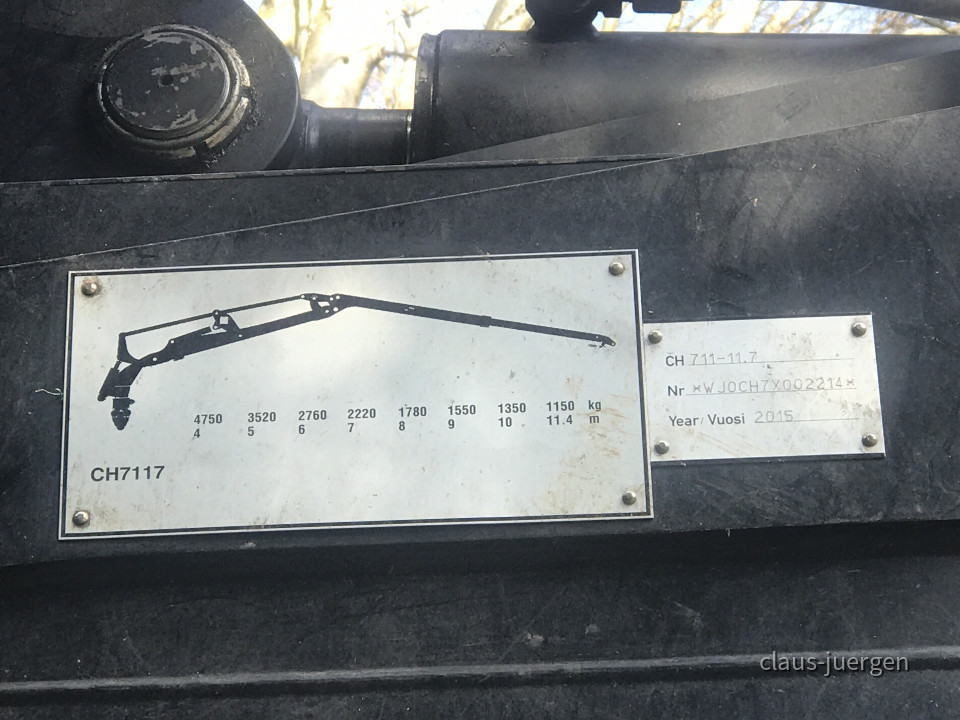 4750 3520 2760 2220 1780 1550 1350 1150 kg
4 5 6 7 8 9 10 11.4 m
CH7117
CH 711-11.7
Nr *WJ0CH7X002214*
Year/Vuosi 2015
claus-juergen